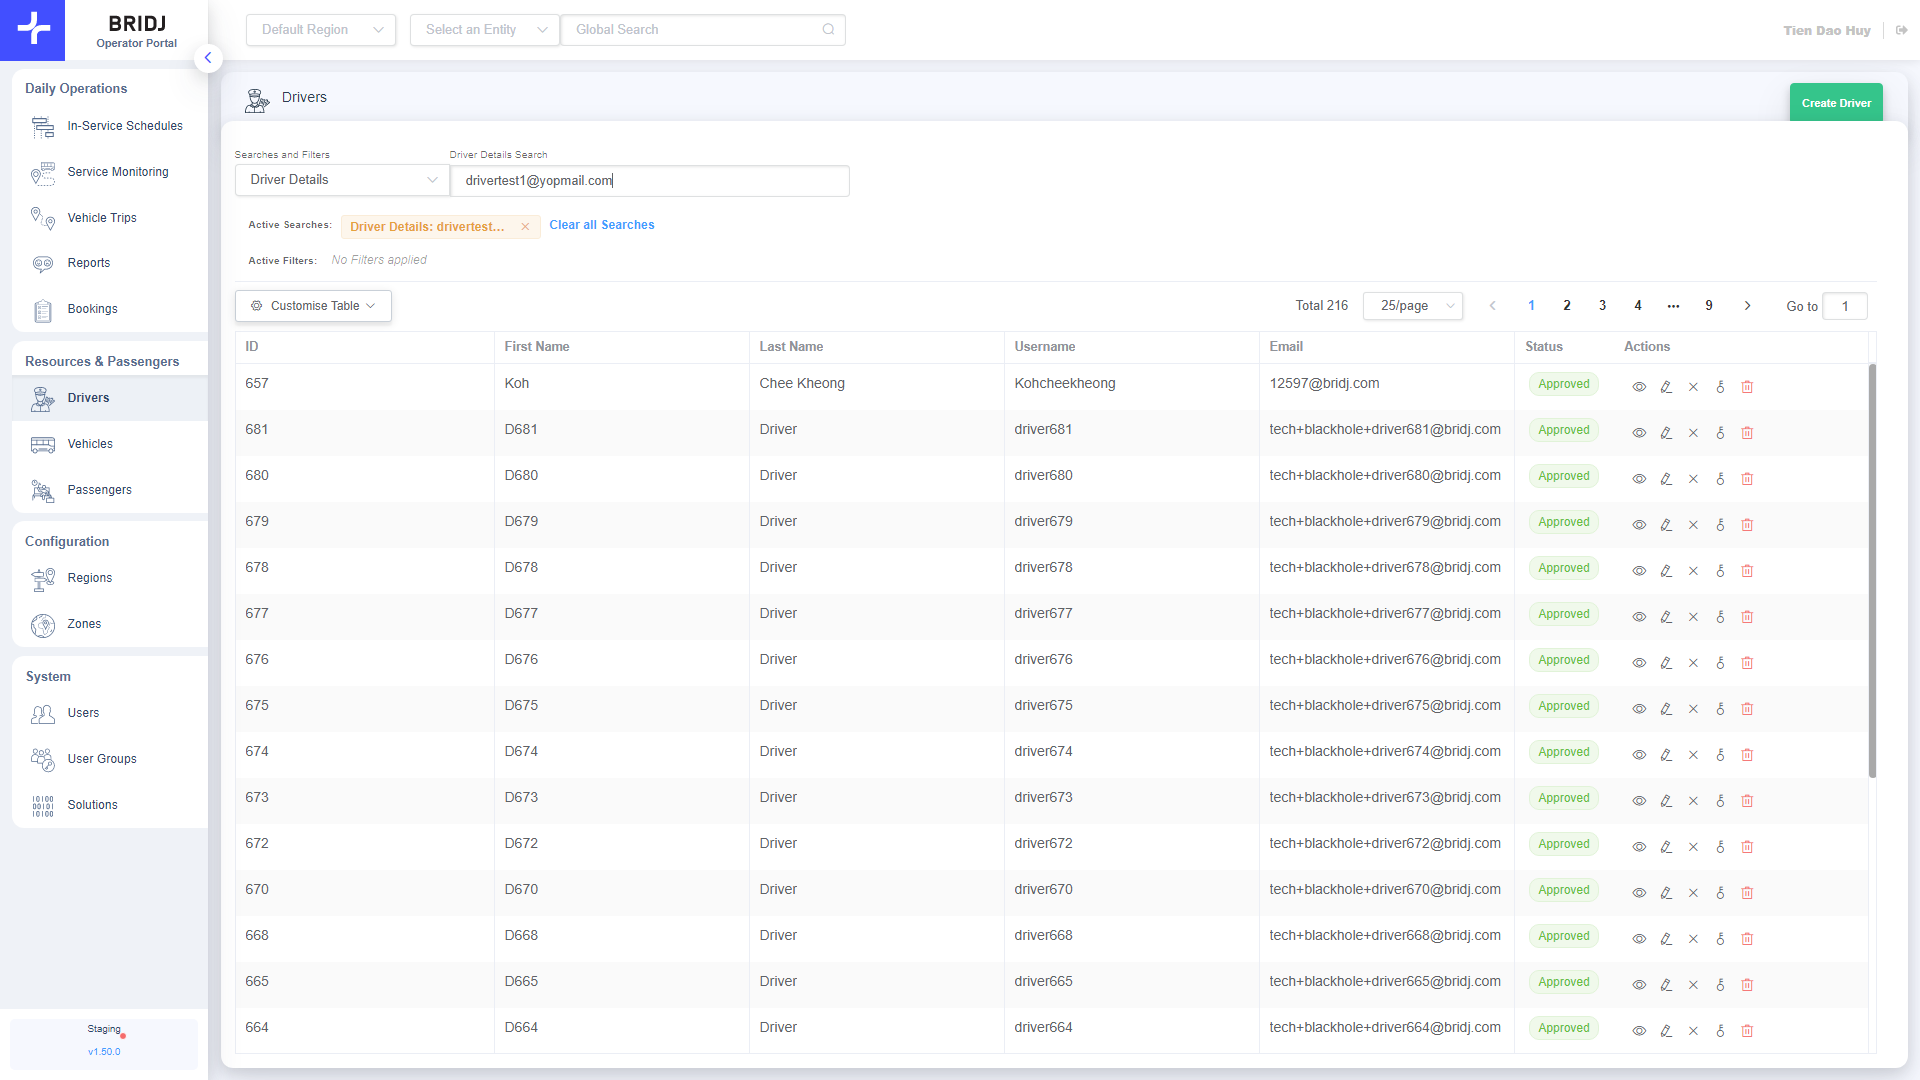 BRIDJ
Operator Portal
Default Region
Select an Entity
Global Search
Tien Dao Huy
Daily Operations
In-Service Schedules
Service Monitoring
Vehicle Trips
Reports
Bookings
Resources & Passengers
Drivers
Vehicles
Passengers
Configuration
Regions
Zones
System
Users
User Groups
10100
00101
10100
Solutions
Staging
v1.50.0
Drivers
Create Driver
Searches and Filters
Driver Details Search
Driver Details
drivertest1@yopmail.com
Active Searches: Driver Details: drivertest... Clear all Searches
Active Filters: No Filters applied
Customise Table
Total 216 25/page 1 2 3 4 ••• 9 Go to 1
ID First Name Last Name Username Email Status Actions
657 Koh Chee Kheong Kohcheekheong 12597@bridj.com Approved
681 D681 Driver driver681 tech+blackhole+driver681@bridj.com Approved
680 D680 Driver driver680 tech+blackhole+driver680@bridj.com Approved
679 D679 Driver driver679 tech+blackhole+driver679@bridj.com Approved
678 D678 Driver driver678 tech+blackhole+driver678@bridj.com Approved
677 D677 Driver driver677 tech+blackhole+driver677@bridj.com Approved
676 D676 Driver driver676 tech+blackhole+driver676@bridj.com Approved
675 D675 Driver driver675 tech+blackhole+driver675@bridj.com Approved
674 D674 Driver driver674 tech+blackhole+driver674@bridj.com Approved
673 D673 Driver driver673 tech+blackhole+driver673@bridj.com Approved
672 D672 Driver driver672 tech+blackhole+driver672@bridj.com Approved
670 D670 Driver driver670 tech+blackhole+driver670@bridj.com Approved
668 D668 Driver driver668 tech+blackhole+driver668@bridj.com Approved
665 D665 Driver driver665 tech+blackhole+driver665@bridj.com Approved
664 D664 Driver driver664 tech+blackhole+driver664@bridj.com Approved